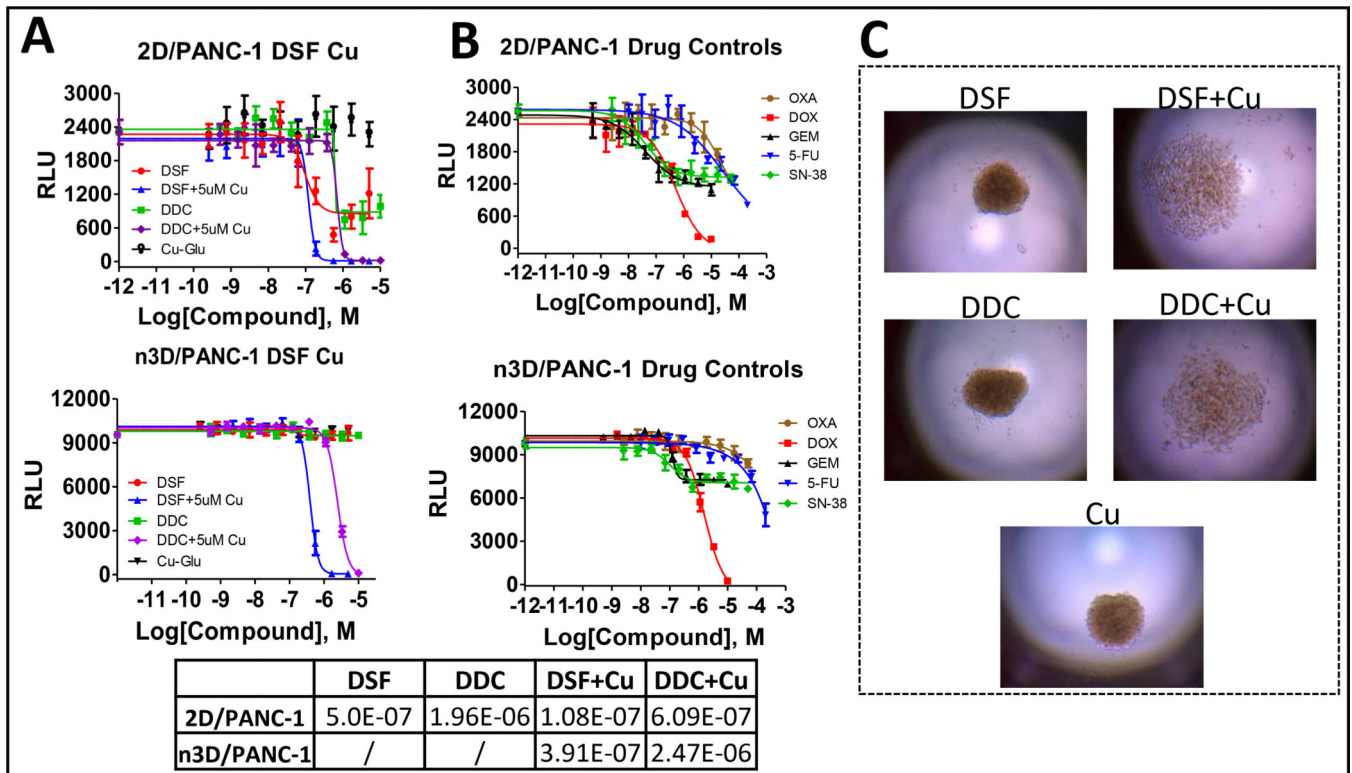 A
2D/PANC-1 DSF Cu
3000
2400
1800
1200
600
0
RLU
DSF
DSF+5uM Cu
DDC
DDC+5uM Cu
Cu-Glu
-12 -11 -10 -9 -8 -7 -6 -5
Log[Compound], M
n3D/PANC-1 DSF Cu
12000
9000
6000
3000
0
RLU
DSF
DSF+5uM Cu
DDC
DDC+5uM Cu
Cu-Glu
-11 -10 -9 -8 -7 -6 -5
Log[Compound], M
B
2D/PANC-1 Drug Controls
3000
2400
1800
1200
600
0
RLU
OXA
DOX
GEM
5-FU
SN-38
-12 -11 -10 -9 -8 -7 -6 -5 -4 -3
Log[Compound], M
n3D/PANC-1 Drug Controls
12000
9000
6000
3000
0
RLU
OXA
DOX
GEM
5-FU
SN-38
-12 -11 -10 -9 -8 -7 -6 -5 -4 -3
Log[Compound], M
DSF DDC DSF+Cu DDC+Cu
2D/PANC-1 5.0E-07 1.96E-06 1.08E-07 6.09E-07
n3D/PANC-1 / / 3.91E-07 2.47E-06
C
DSF DSF+Cu
DDC DDC+Cu
Cu